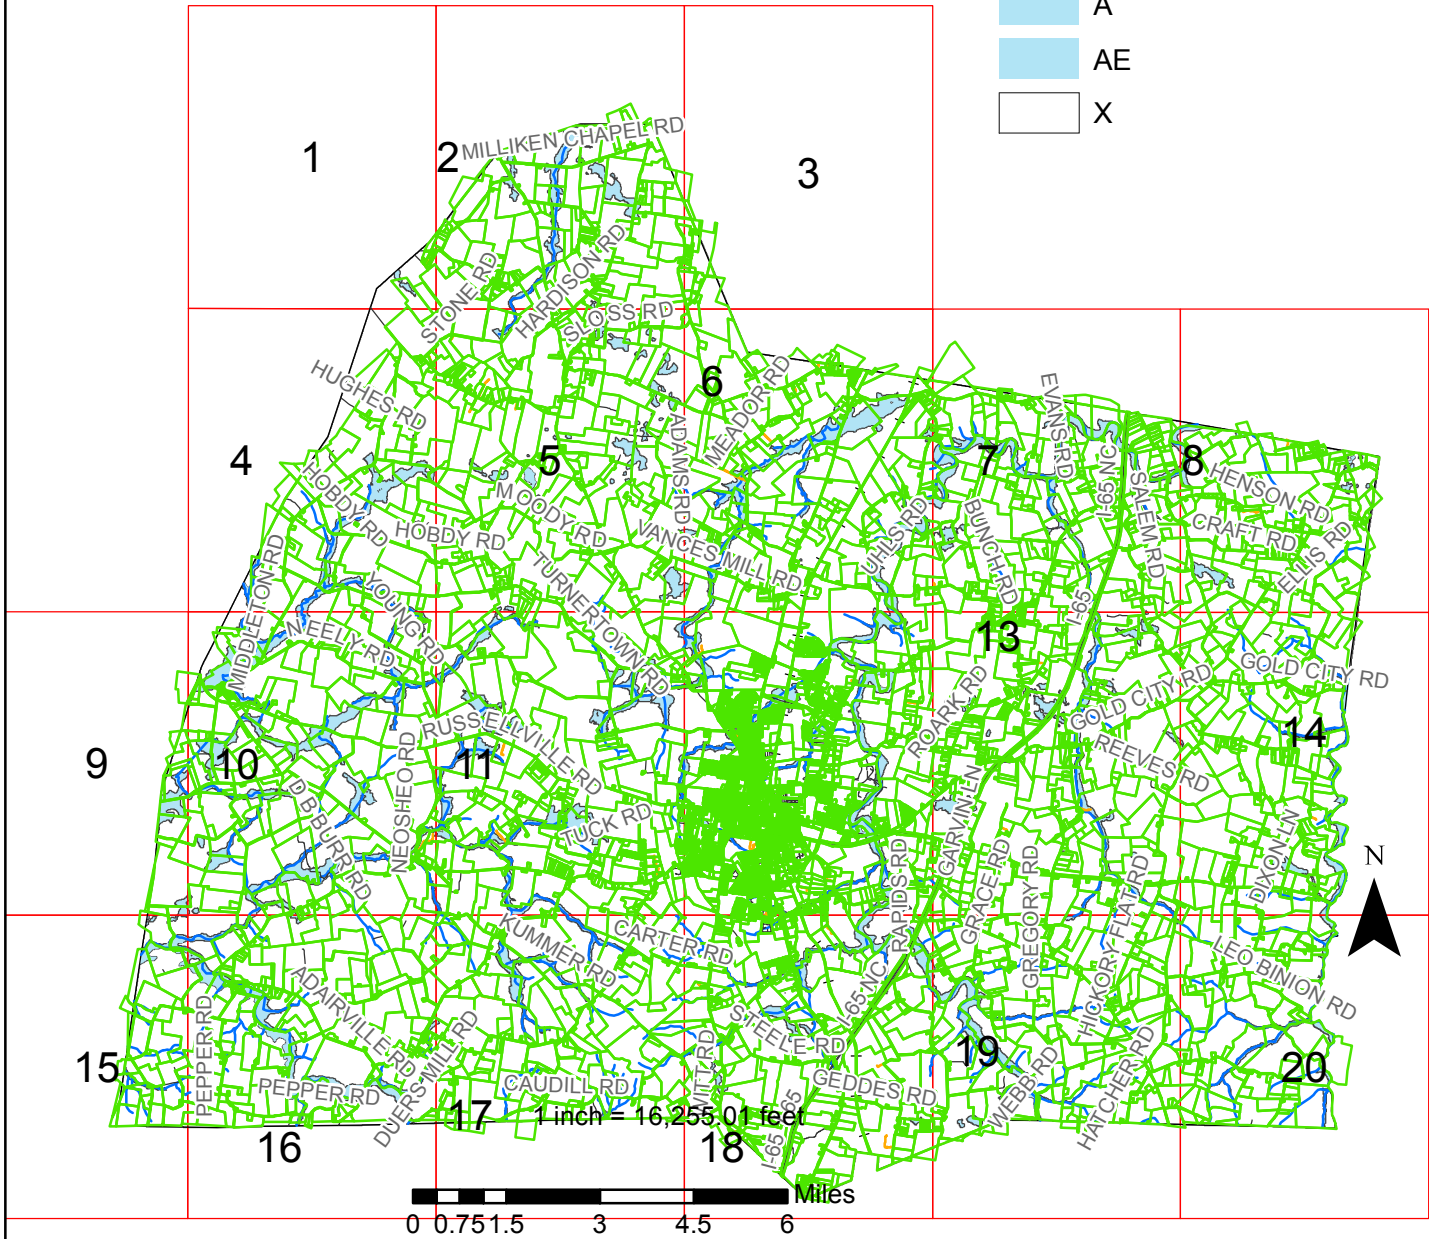 A
AE
X
1
2
MILLIKEN CHAPEL RD
3
STONE RD
HARDISON RD
SLOSS RD
HUGHES RD
6
MEADOR RD
ADAMS RD
EVANS RD
4
5
7
I-65 NC
8
HENSON RD
HOBDY RD
HOBDY RD
MOODY RD
VANCES MILL RD
UHLS RD
BUNCH RD
SALEM RD
CRAFT RD
ELLIS RD
MIDDLETON RD
YOUNG RD
TURNERTOWN RD
I-65
NEELY RD
13
GOLD CITY RD
GOLD CITY RD
ROARK RD
RUSSELLVILLE RD
14
9
10
NEOSHEO RD
11
REEVES RD
D BURR RD
TUCK RD
GARVIN LN
DIXON LN
RAPIDS RD
GRACE RD
GREGORY RD
HICKORY FLAT RD
N
KUMMER RD
CARTER RD
LEO BINION RD
I-65 NC
ADAIRVILLE RD
PEPPER RD
STEELE RD
DUERS MILL RD
WITT RD
19
WEBB RD
HATCHER RD
15
20
PEPPER RD
CAUDILL RD
GEDDES RD
17
1 inch = 16,255.01 feet
I-65
I-65
16
18
Miles
0 0.75 1.5 3 4.5 6